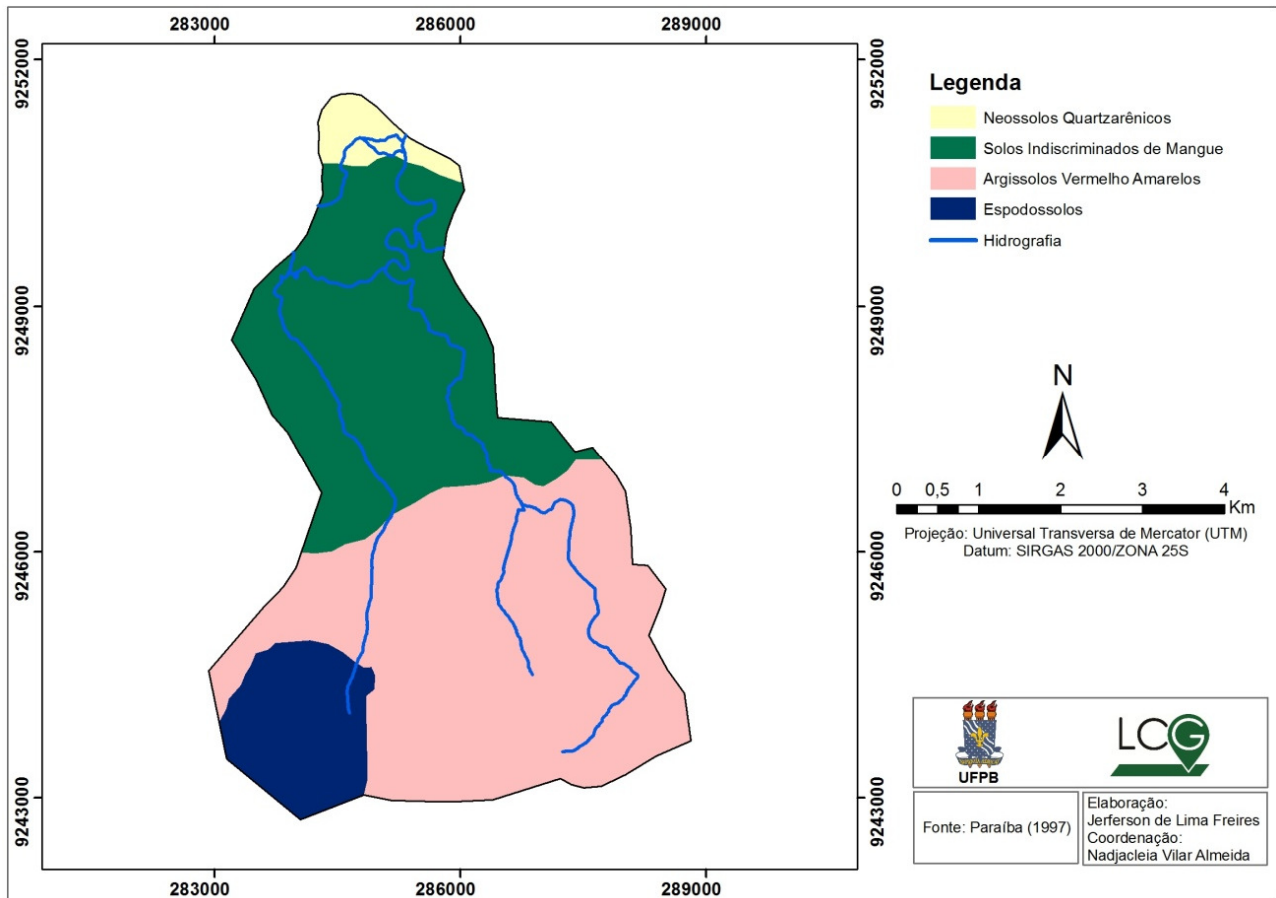 283000
286000
289000
9252000
9249000
9246000
9243000
9252000
9249000
9246000
9243000
283000
286000
289000
Legenda
Neossolos Quartzarênicos
Solos Indiscriminados de Mangue
Argissolos Vermelho Amarelos
Espodossolos
Hidrografia
N
0 0,5 1 2 3 4
Km
Projeção: Universal Transversa de Mercator (UTM)
Datum: SIRGAS 2000/ZONA 25S
UFPB
LCG
Fonte: Paraíba (1997)
Elaboração:
Jerferson de Lima Freires
Coordenação:
Nadjacleia Vilar Almeida